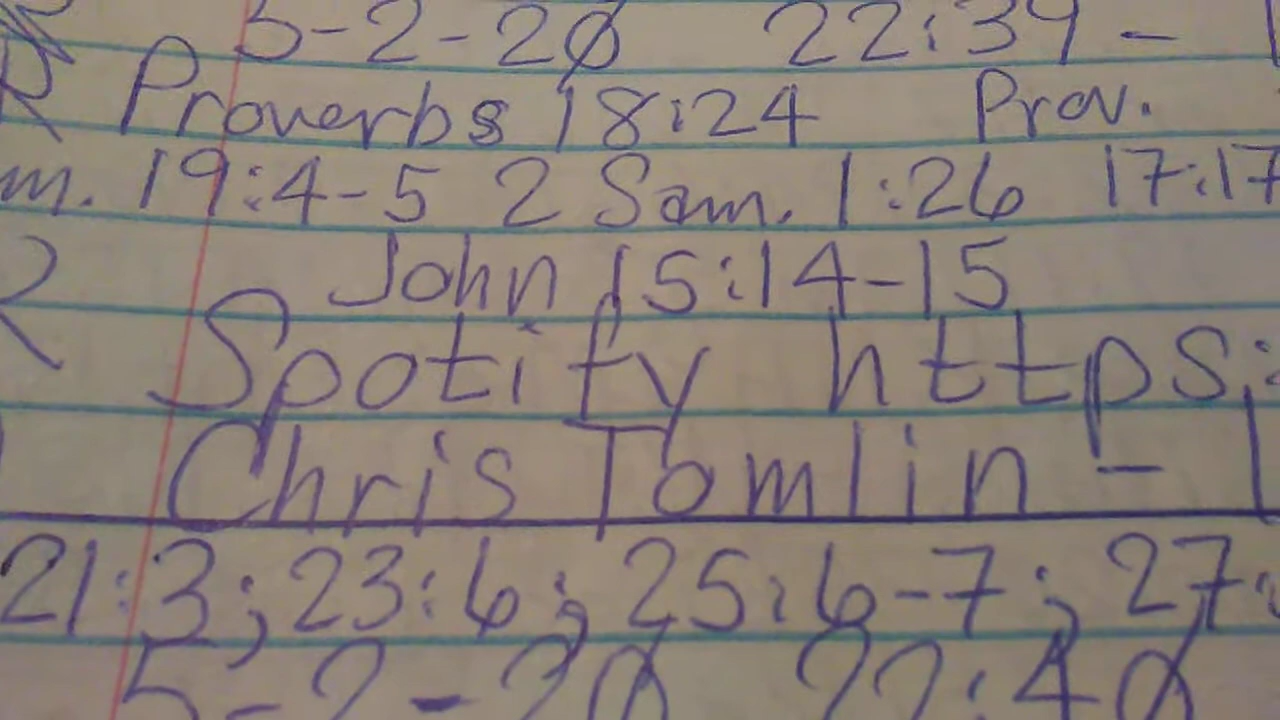 5-2-20 22:39 -
R Proverbs 18:24 Prov.
m. 19:4-5 2 Sam. 1:26 17:17
R John 15:14-15
Spotify https:
Chris Tomlin -
21:3; 23:6; 25:6-7; 27:
5-2-20 22:40